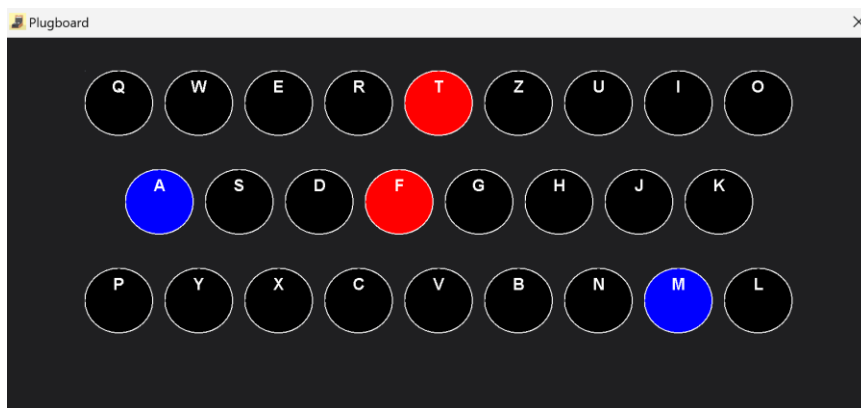 Plugboard
Q W E R T Z U I O
A S D F G H J K
P Y X C V B N M L